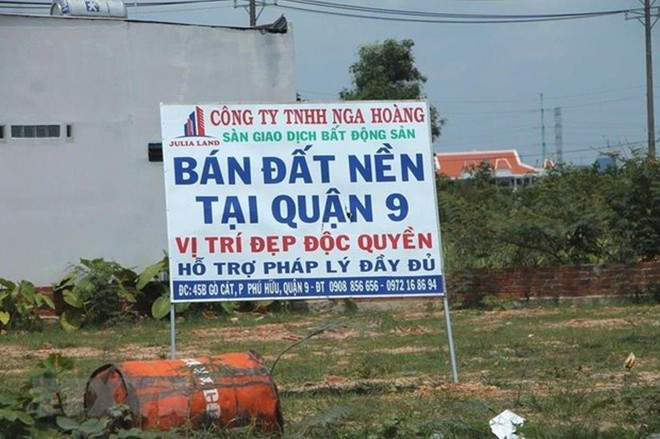 CÔNG TY TNHH NGA HOÀNG
JULIA LAND
SÀN GIAO DỊCH BẤT ĐỘNG SẢN
BÁN ĐẤT NỀN
TẠI QUẬN 9
VỊ TRÍ ĐẸP ĐỘC QUYỀN
HỖ TRỢ PHÁP LÝ ĐẦY ĐỦ
ĐC: 45B GÒ CÁT, P PHÚ HỮU, QUẬN 9 - ĐT 0908 856 656 - 0972 16 86 94